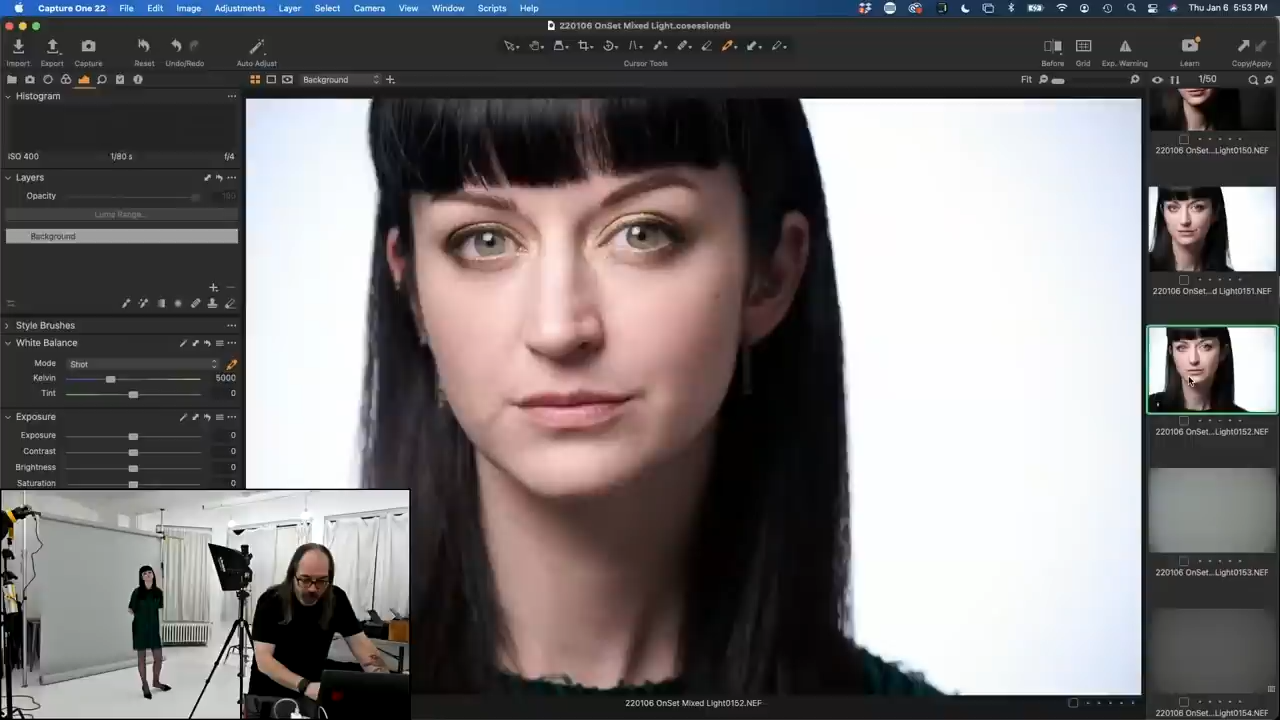 Capture One 22 File Edit Image Adjustments Layer Select Camera View Window Scripts Help Thu Jan 6 5:53 PM
220106 OnSet Mixed Light.cosessiondb
Import Export Capture Reset Undo/Redo Auto Adjust Cursor Tools Before Grid Exp. Warning Learn Copy/Apply
Background Fit 1/50
Histogram
ISO 400 1/80 s f/4
Layers
Opacity
Luma Range...
Background
Style Brushes
White Balance
Mode Shot
Kelvin 5000
Tint 0
Exposure
Exposure 0
Contrast 0
Brightness 0
Saturation 0
220106 OnSet...Light0150.NEF
220106 OnSet...d Light0151.NEF
220106 OnSet...Light0152.NEF
220106 OnSet...Light0153.NEF
220106 OnSet...Light0154.NEF
220106 OnSet Mixed Light0152.NEF